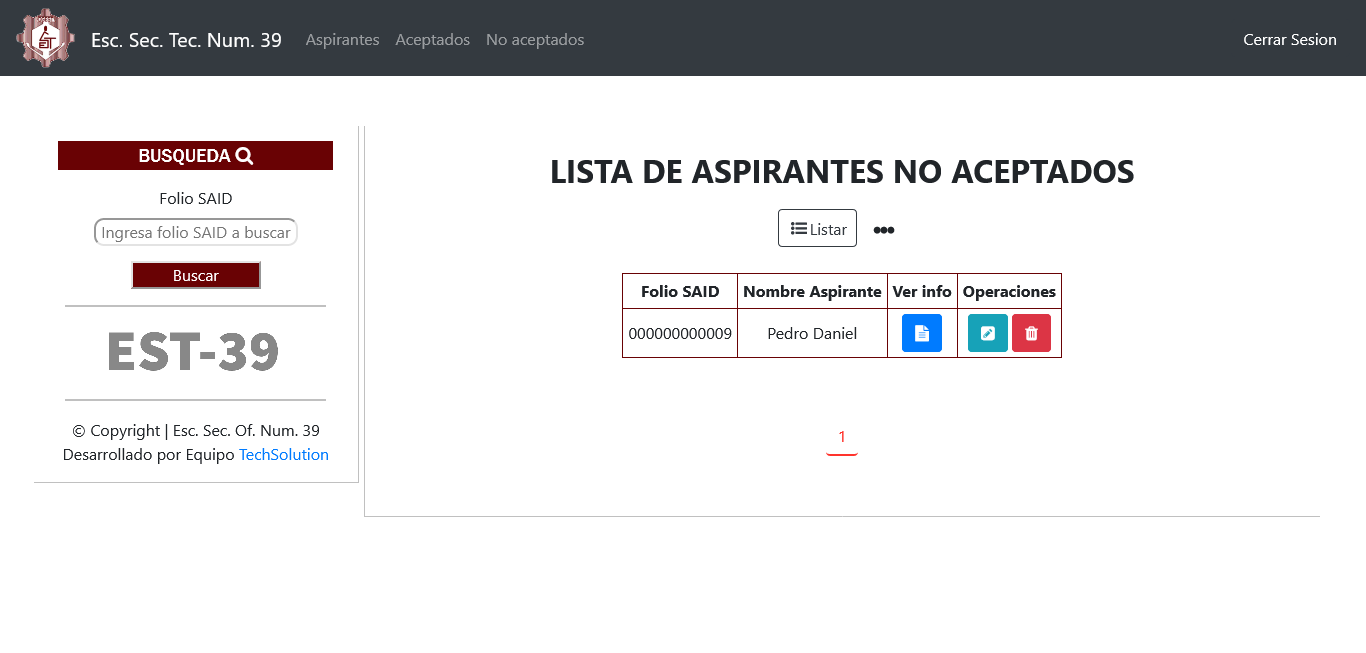 Esc. Sec. Tec. Num. 39 Aspirantes Aceptados No aceptados Cerrar Sesion
BUSQUEDA
Folio SAID
Ingresa folio SAID a buscar
Buscar
EST-39
© Copyright | Esc. Sec. Of. Num. 39
Desarrollado por Equipo TechSolution
LISTA DE ASPIRANTES NO ACEPTADOS
Listar
Folio SAID Nombre Aspirante Ver info Operaciones
000000000009 Pedro Daniel
1